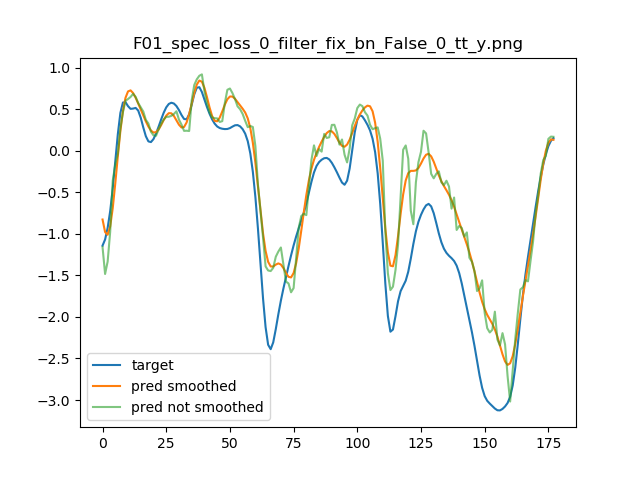 F01_spec_loss_0_filter_fix_bn_False_0_tt_y.png
1.0
0.5
0.0
−0.5
−1.0
−1.5
−2.0
−2.5
−3.0
target
pred smoothed
pred not smoothed
0 25 50 75 100 125 150 175